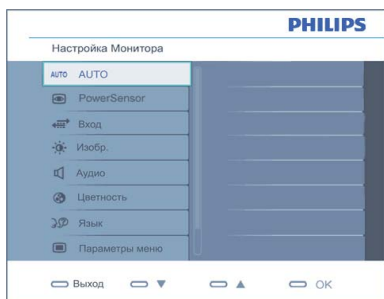 PHILIPS
Настройка Монитора
AUTO AUTO
PowerSensor
Вход
Изобр.
Аудио
Цветность
Язык
Параметры меню
Выход ▼ ▲ OK